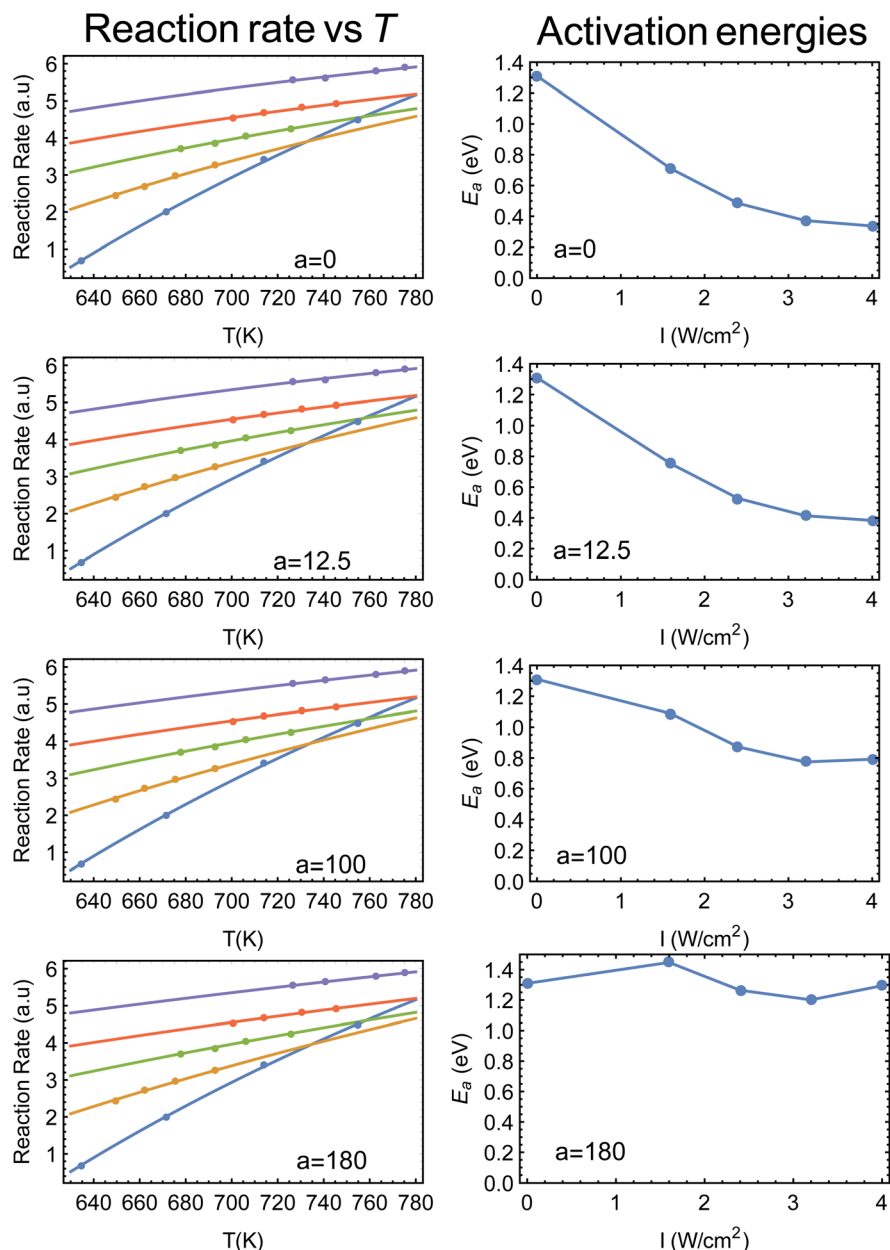 Reaction rate vs T
Activation energies
Reaction Rate (a.u)
6
5
4
3
2
1
a=0
640 660 680 700 720 740 760 780
T(K)
E_a (eV)
1.4
1.2
1.0
0.8
0.6
0.4
0.2
0.0
a=0
0 1 2 3 4
I (W/cm²)
Reaction Rate (a.u)
6
5
4
3
2
1
a=12.5
640 660 680 700 720 740 760 780
T(K)
E_a (eV)
1.4
1.2
1.0
0.8
0.6
0.4
0.2
0.0
a=12.5
0 1 2 3 4
I (W/cm²)
Reaction Rate (a.u)
6
5
4
3
2
1
a=100
640 660 680 700 720 740 760 780
T(K)
E_a (eV)
1.4
1.2
1.0
0.8
0.6
0.4
0.2
0.0
a=100
0 1 2 3 4
I (W/cm²)
Reaction Rate (a.u)
6
5
4
3
2
1
a=180
640 660 680 700 720 740 760 780
T(K)
E_a (eV)
1.4
1.2
1.0
0.8
0.6
0.4
0.2
0.0
a=180
0 1 2 3 4
I (W/cm²)